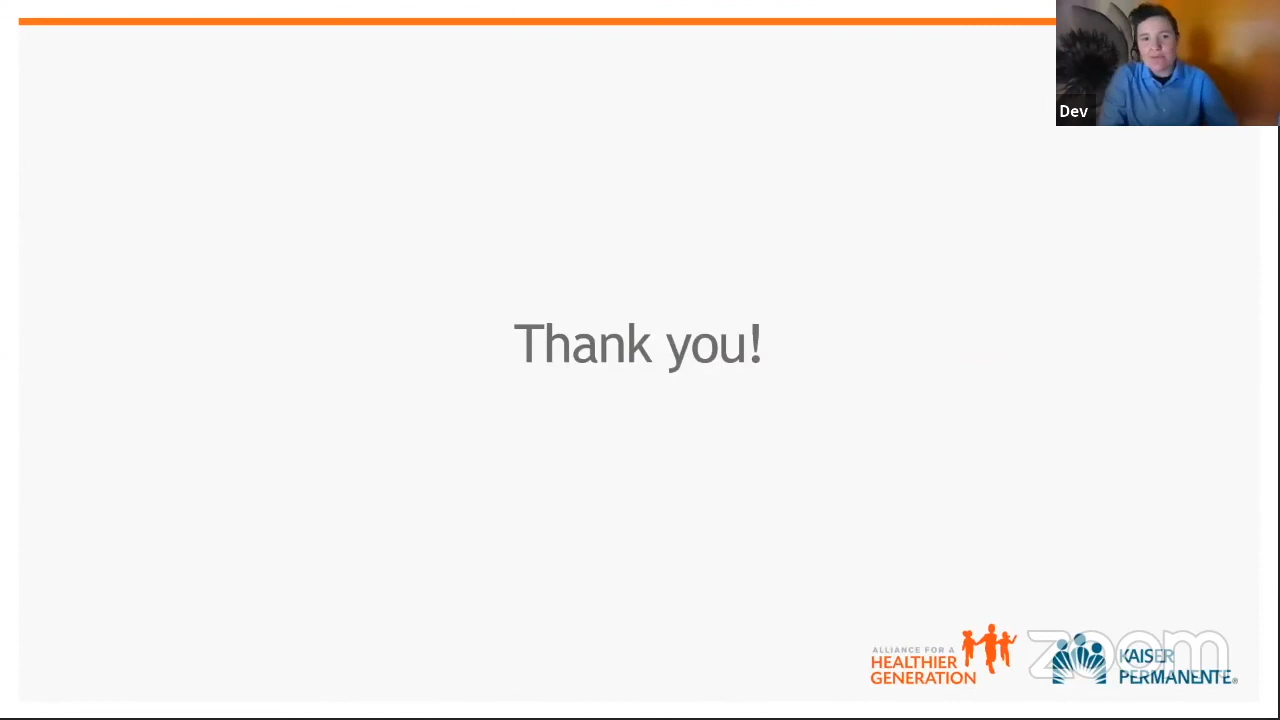 Dev
Thank you!
ALLIANCE FOR A
HEALTHIER
GENERATION
zoom
KAISER
PERMANENTE®